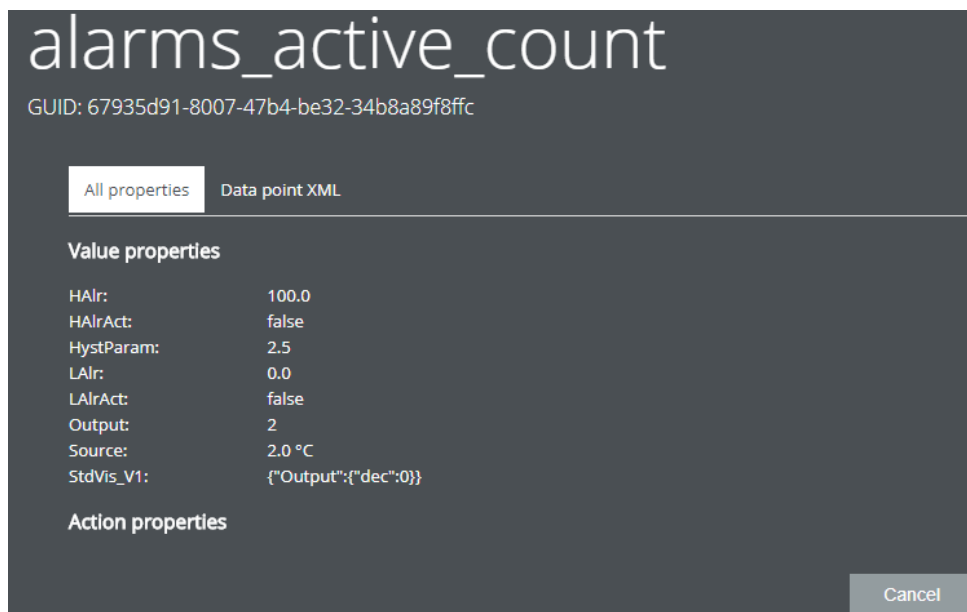 alarms_active_count
GUID: 67935d91-8007-47b4-be32-34b8a89f8ffc
All properties Data point XML
Value properties
HAlr: 100.0
HAlrAct: false
HystParam: 2.5
LAlr: 0.0
LAlrAct: false
Output: 2
Source: 2.0 °C
StdVis_V1: {"Output":{"dec":0}}
Action properties
Cancel